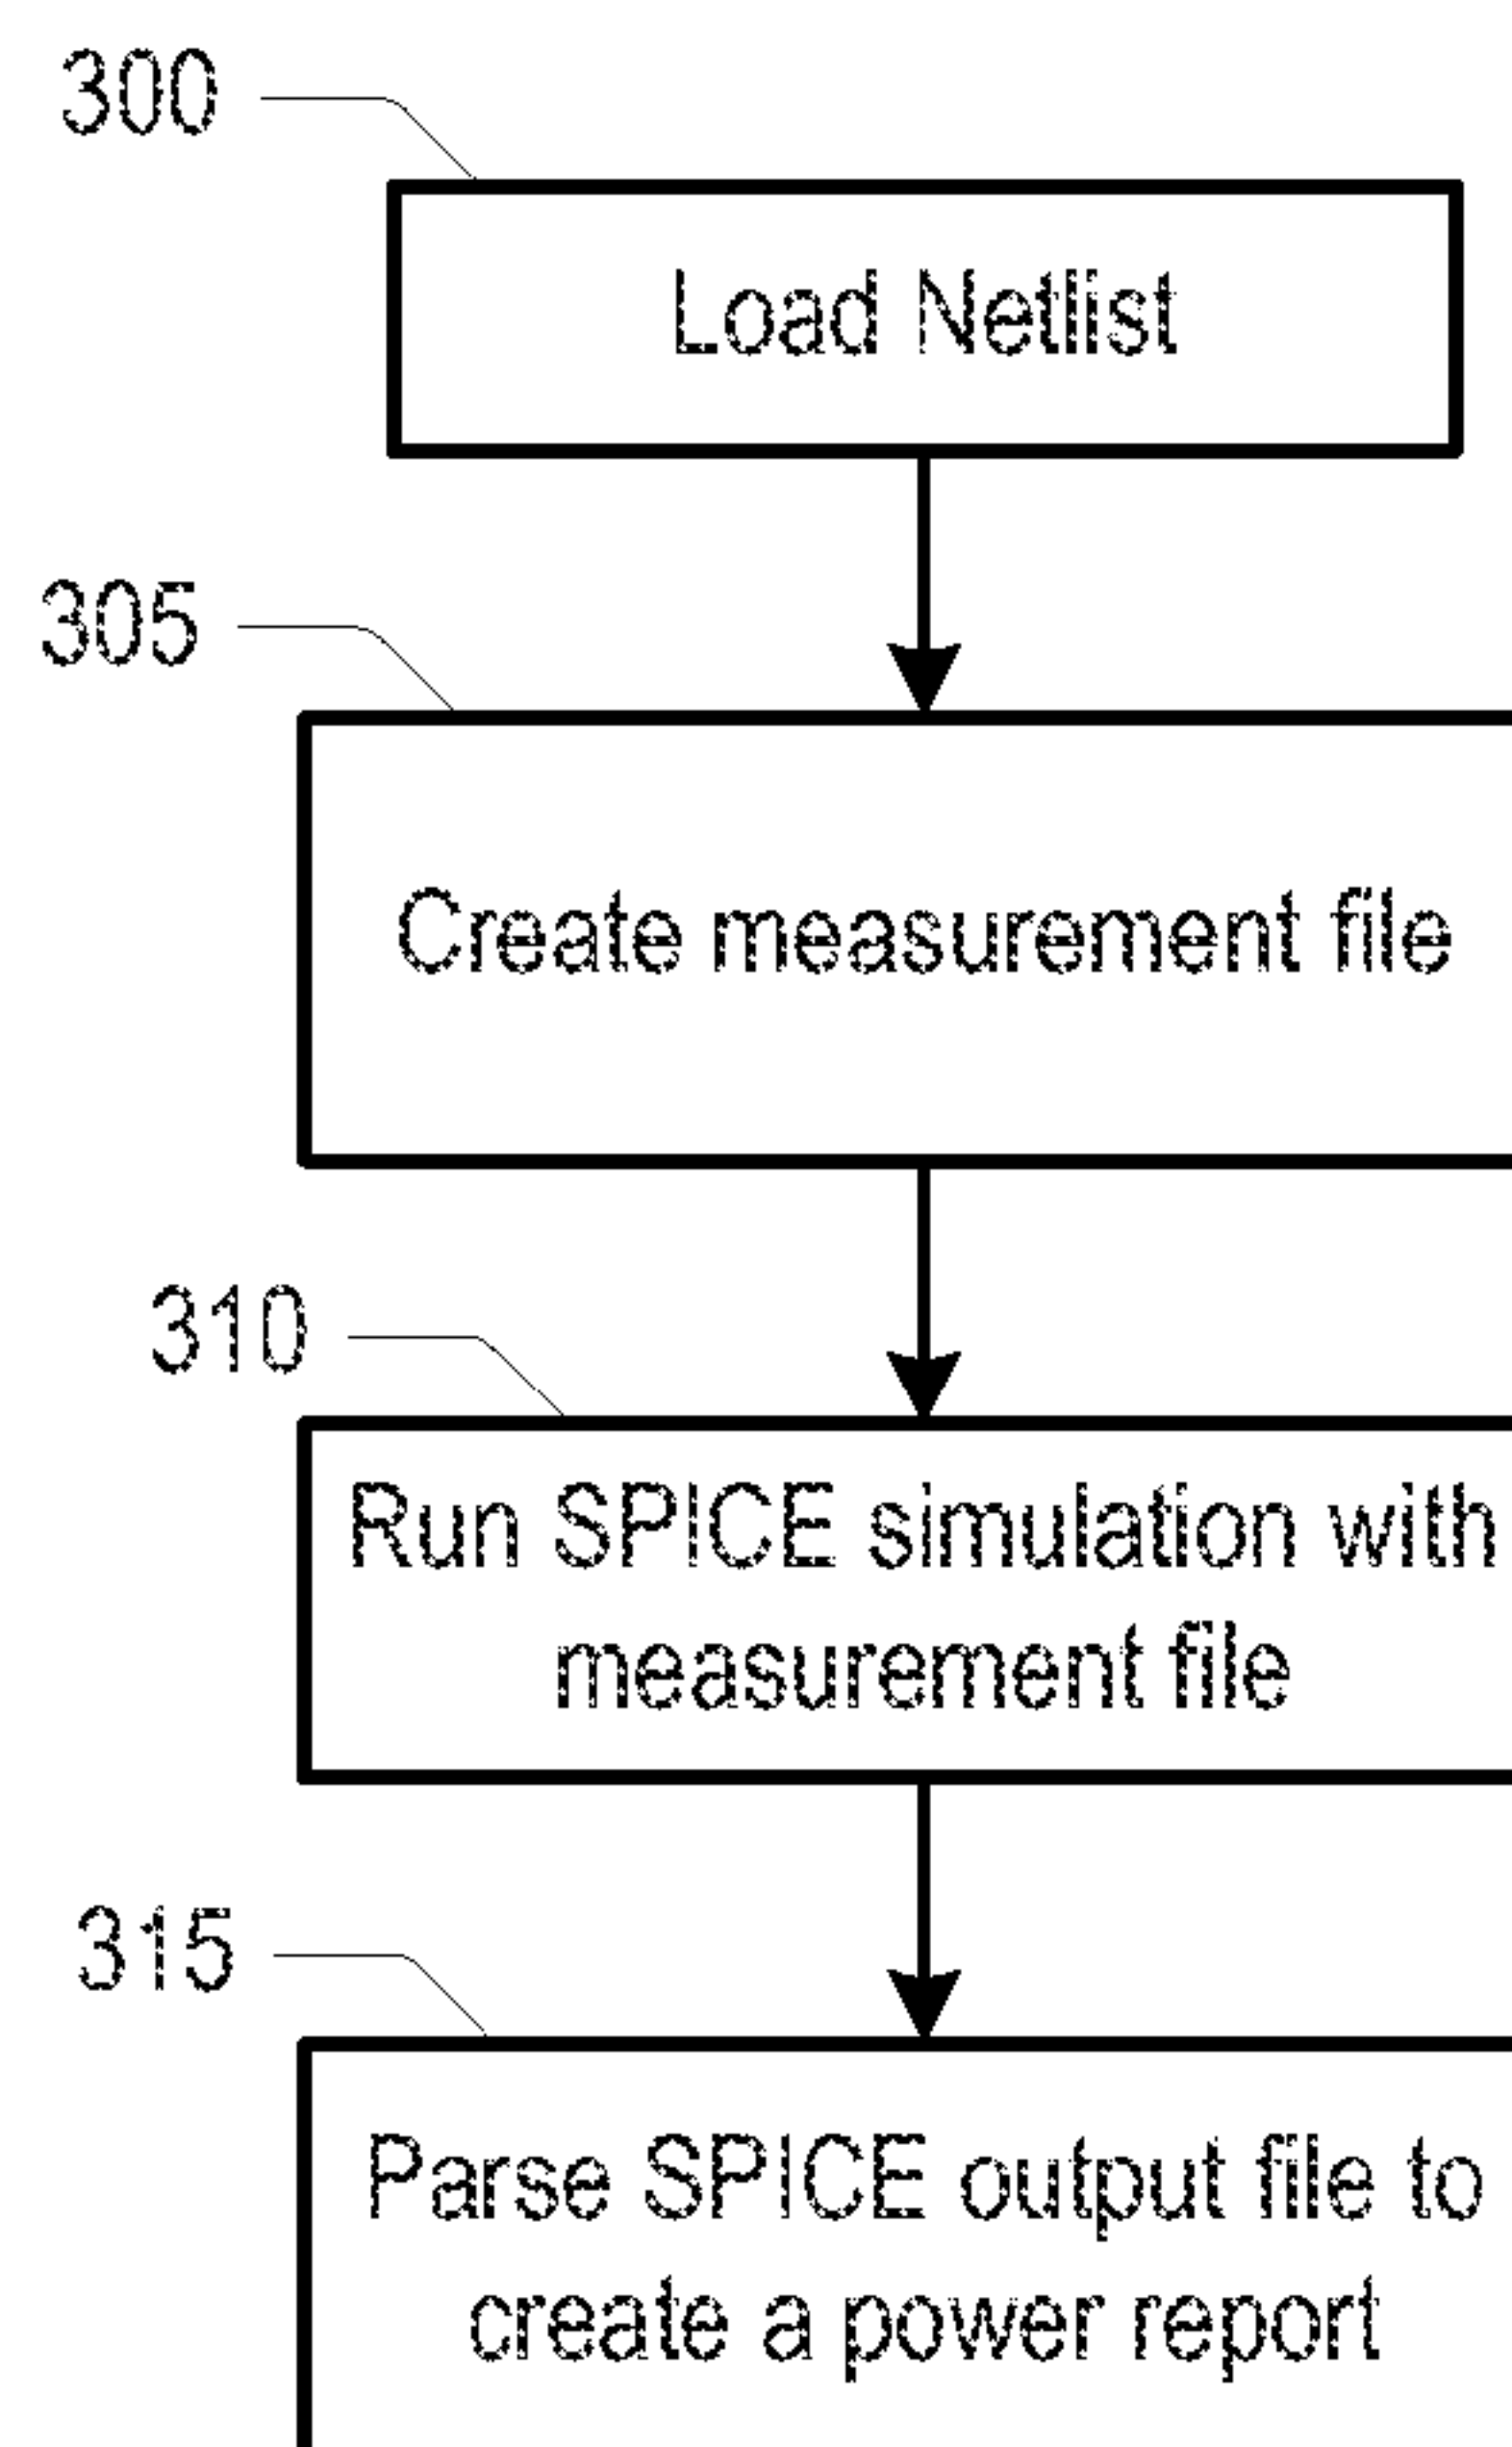 300
Load Netlist
305
Create measurement file
310
Run SPICE simulation with
measurement file
315
Parse SPICE output file to
create a power report